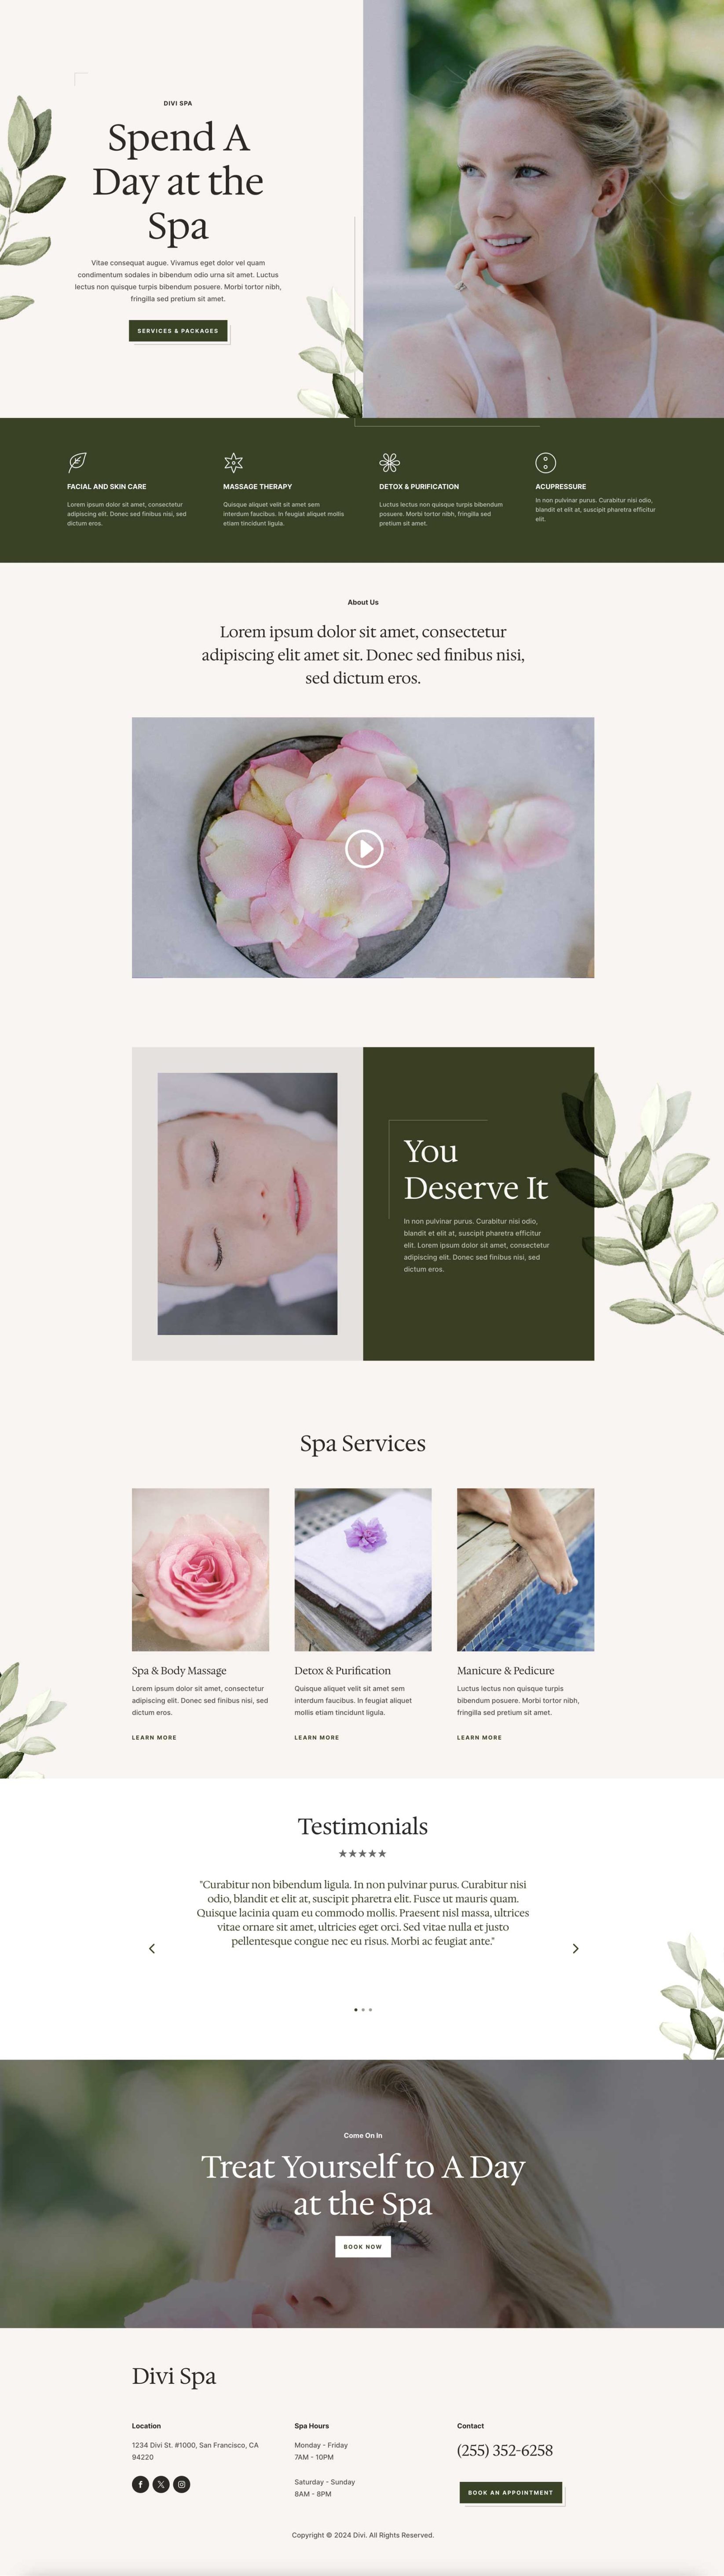 DIVI SPA
Spend A
Day at the
Spa
Vitae consequat augue. Vivamus eget dolor vel quam
condimentum sodales in bibendum odio urna sit amet. Luctus
lectus non quisque turpis bibendum posuere. Morbi tortor nibh,
fringilla sed pretium sit amet.
SERVICES & PACKAGES
FACIAL AND SKIN CARE
Lorem ipsum dolor sit amet, consectetur
adipiscing elit. Donec sed finibus nisi, sed
dictum eros.
MASSAGE THERAPY
Quisque aliquet velit sit amet sem
interdum faucibus. In feugiat aliquet mollis
etiam tincidunt ligula.
DETOX & PURIFICATION
Luctus lectus non quisque turpis bibendum
posuere. Morbi tortor nibh, fringilla sed
pretium sit amet.
ACUPRESSURE
In non pulvinar purus. Curabitur nisi odio,
blandit et elit at, suscipit pharetra efficitur
elit.
About Us
Lorem ipsum dolor sit amet, consectetur
adipiscing elit amet sit. Donec sed finibus nisi,
sed dictum eros.
You
Deserve It
In non pulvinar purus. Curabitur nisi odio,
blandit et elit at, suscipit pharetra efficitur
elit. Lorem ipsum dolor sit amet, consectetur
adipiscing elit. Donec sed finibus nisi, sed
dictum eros.
Spa Services
Spa & Body Massage
Lorem ipsum dolor sit amet, consectetur
adipiscing elit. Donec sed finibus nisi, sed
dictum eros.
LEARN MORE
Detox & Purification
Quisque aliquet velit sit amet sem
interdum faucibus. In feugiat aliquet
mollis etiam tincidunt ligula.
LEARN MORE
Manicure & Pedicure
Luctus lectus non quisque turpis
bibendum posuere. Morbi tortor nibh,
fringilla sed pretium sit amet.
LEARN MORE
Testimonials
"Curabitur non bibendum ligula. In non pulvinar purus. Curabitur nisi
odio, blandit et elit at, suscipit pharetra elit. Fusce ut mauris quam.
Quisque lacinia quam eu commodo mollis. Praesent nisl massa, ultrices
vitae ornare sit amet, ultricies eget orci. Sed vitae nulla et justo
pellentesque congue nec eu risus. Morbi ac feugiat ante."
Come On In
Treat Yourself to A Day
at the Spa
BOOK NOW
Divi Spa
Location
1234 Divi St. #1000, San Francisco, CA
94220
Spa Hours
Monday - Friday
7AM - 10PM
Saturday - Sunday
8AM - 8PM
Contact
(255) 352-6258
BOOK AN APPOINTMENT
Copyright © 2024 Divi. All Rights Reserved.